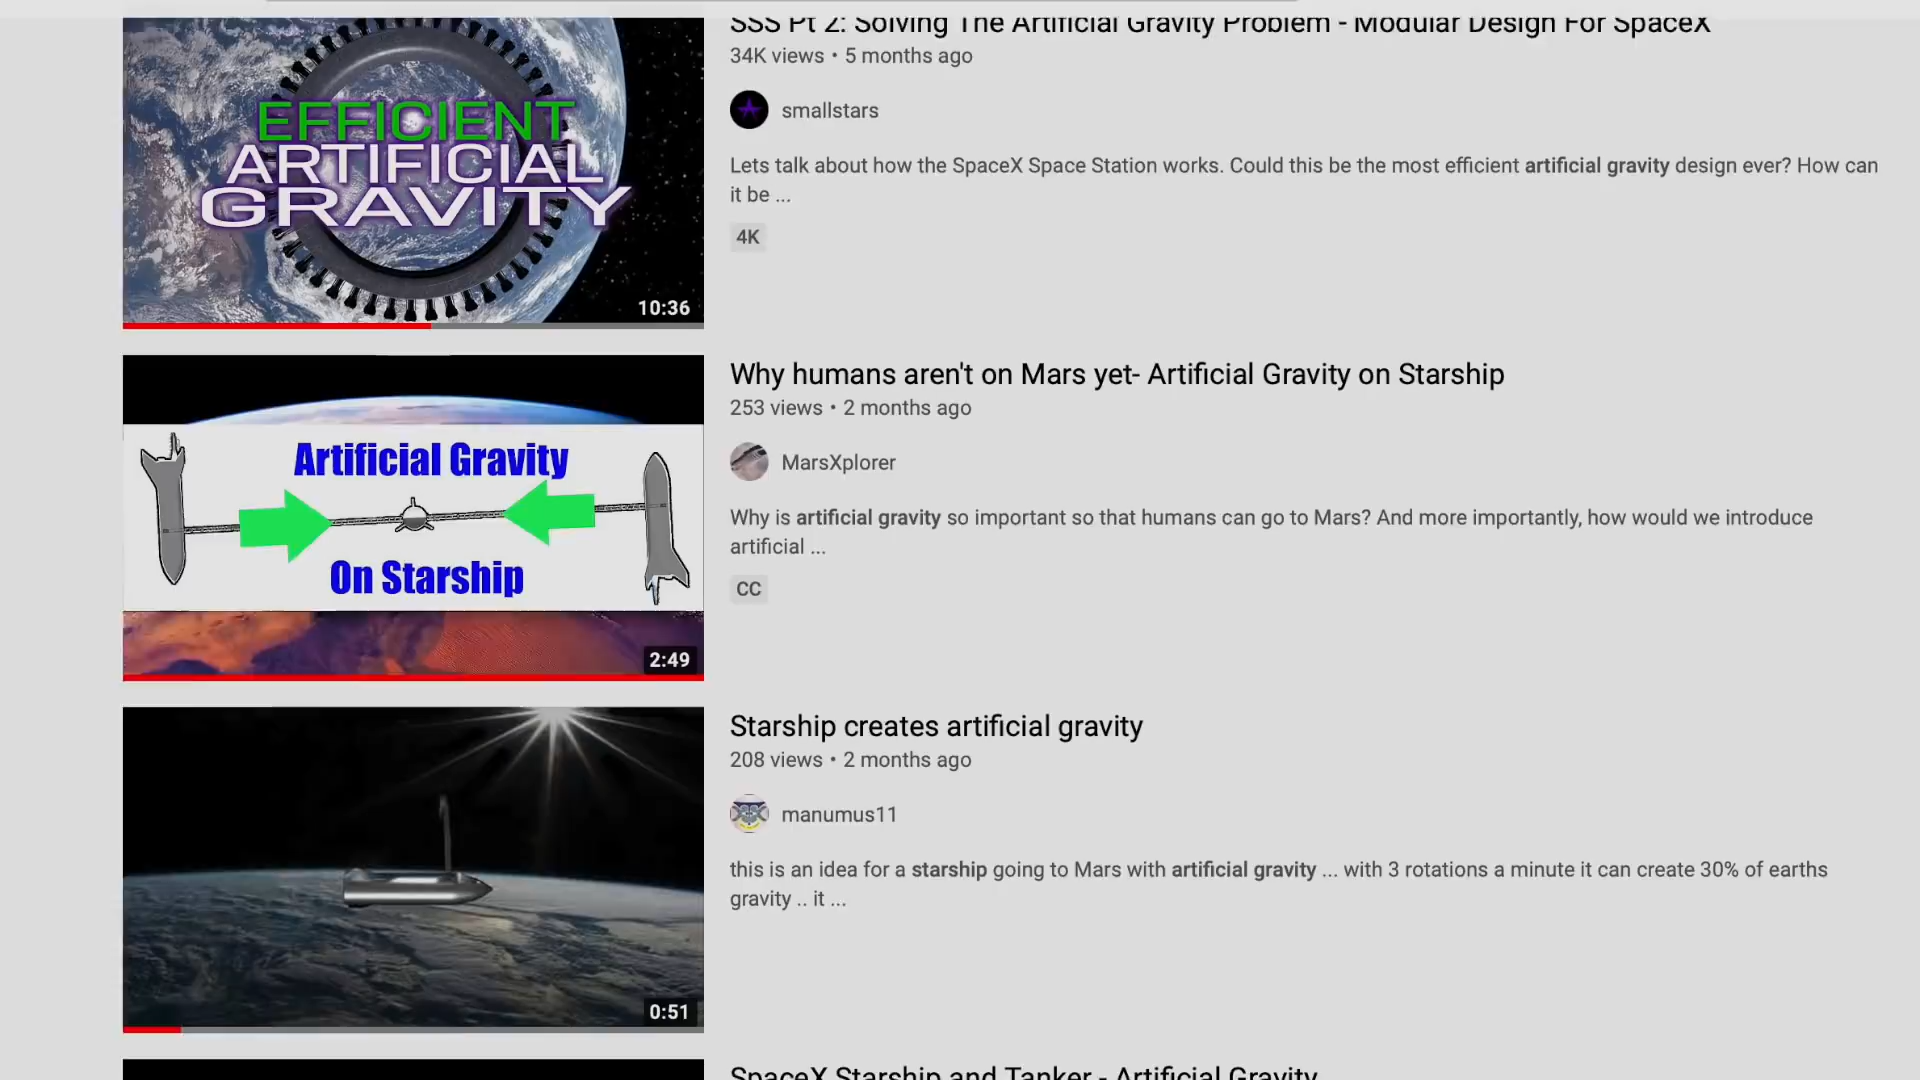 SSS Pt 2: Solving The Artificial Gravity Problem - Modular Design For SpaceX
34K views • 5 months ago
smallstars
Lets talk about how the SpaceX Space Station works. Could this be the most efficient artificial gravity design ever? How can
it be ...
4K
EFFICIENT
ARTIFICIAL
GRAVITY
10:36
Why humans aren't on Mars yet- Artificial Gravity on Starship
253 views • 2 months ago
MarsXplorer
Why is artificial gravity so important so that humans can go to Mars? And more importantly, how would we introduce
artificial ...
CC
Artificial Gravity
On Starship
2:49
Starship creates artificial gravity
208 views • 2 months ago
manumus11
this is an idea for a starship going to Mars with artificial gravity ... with 3 rotations a minute it can create 30% of earths
gravity .. it ...
0:51
SpaceX Starship and Tanker - Artificial Gravity